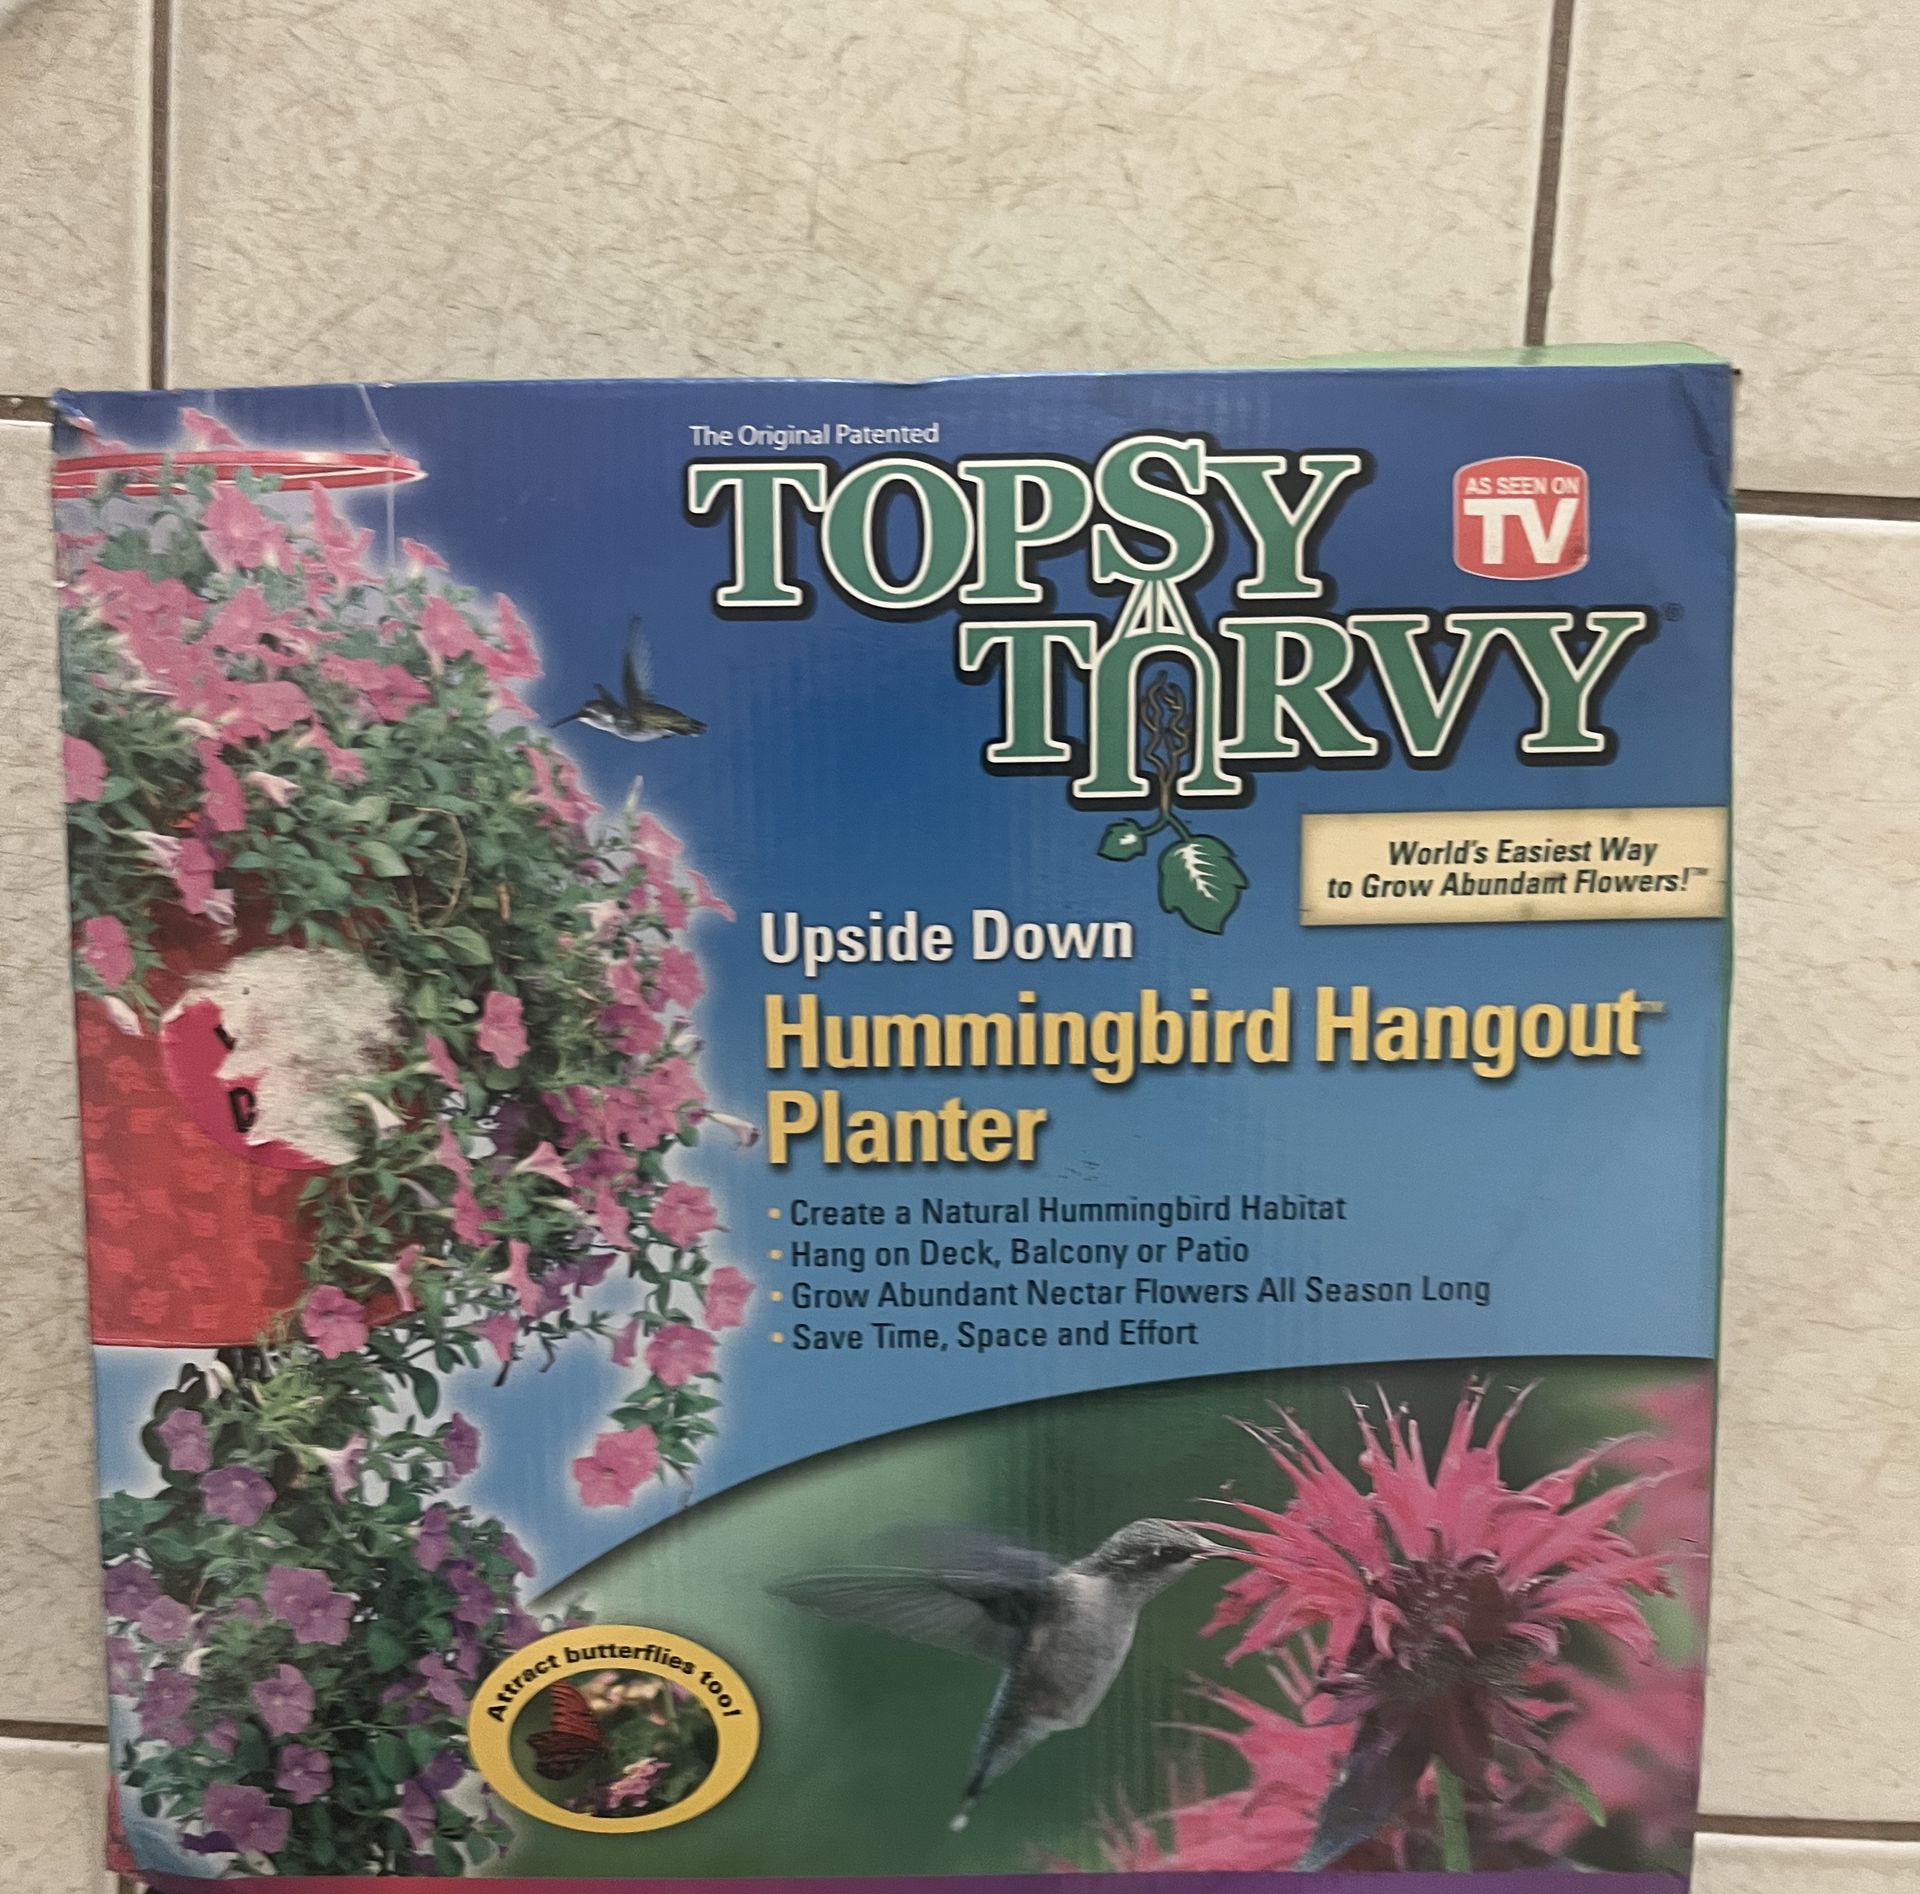 The Original Patented
TOPSY
TURVY®
AS SEEN ON
TV
World's Easiest Way
to Grow Abundant Flowers!™
Upside Down
Hummingbird Hangout™
Planter
• Create a Natural Hummingbird Habitat
• Hang on Deck, Balcony or Patio
• Grow Abundant Nectar Flowers All Season Long
• Save Time, Space and Effort
Attract butterflies too!